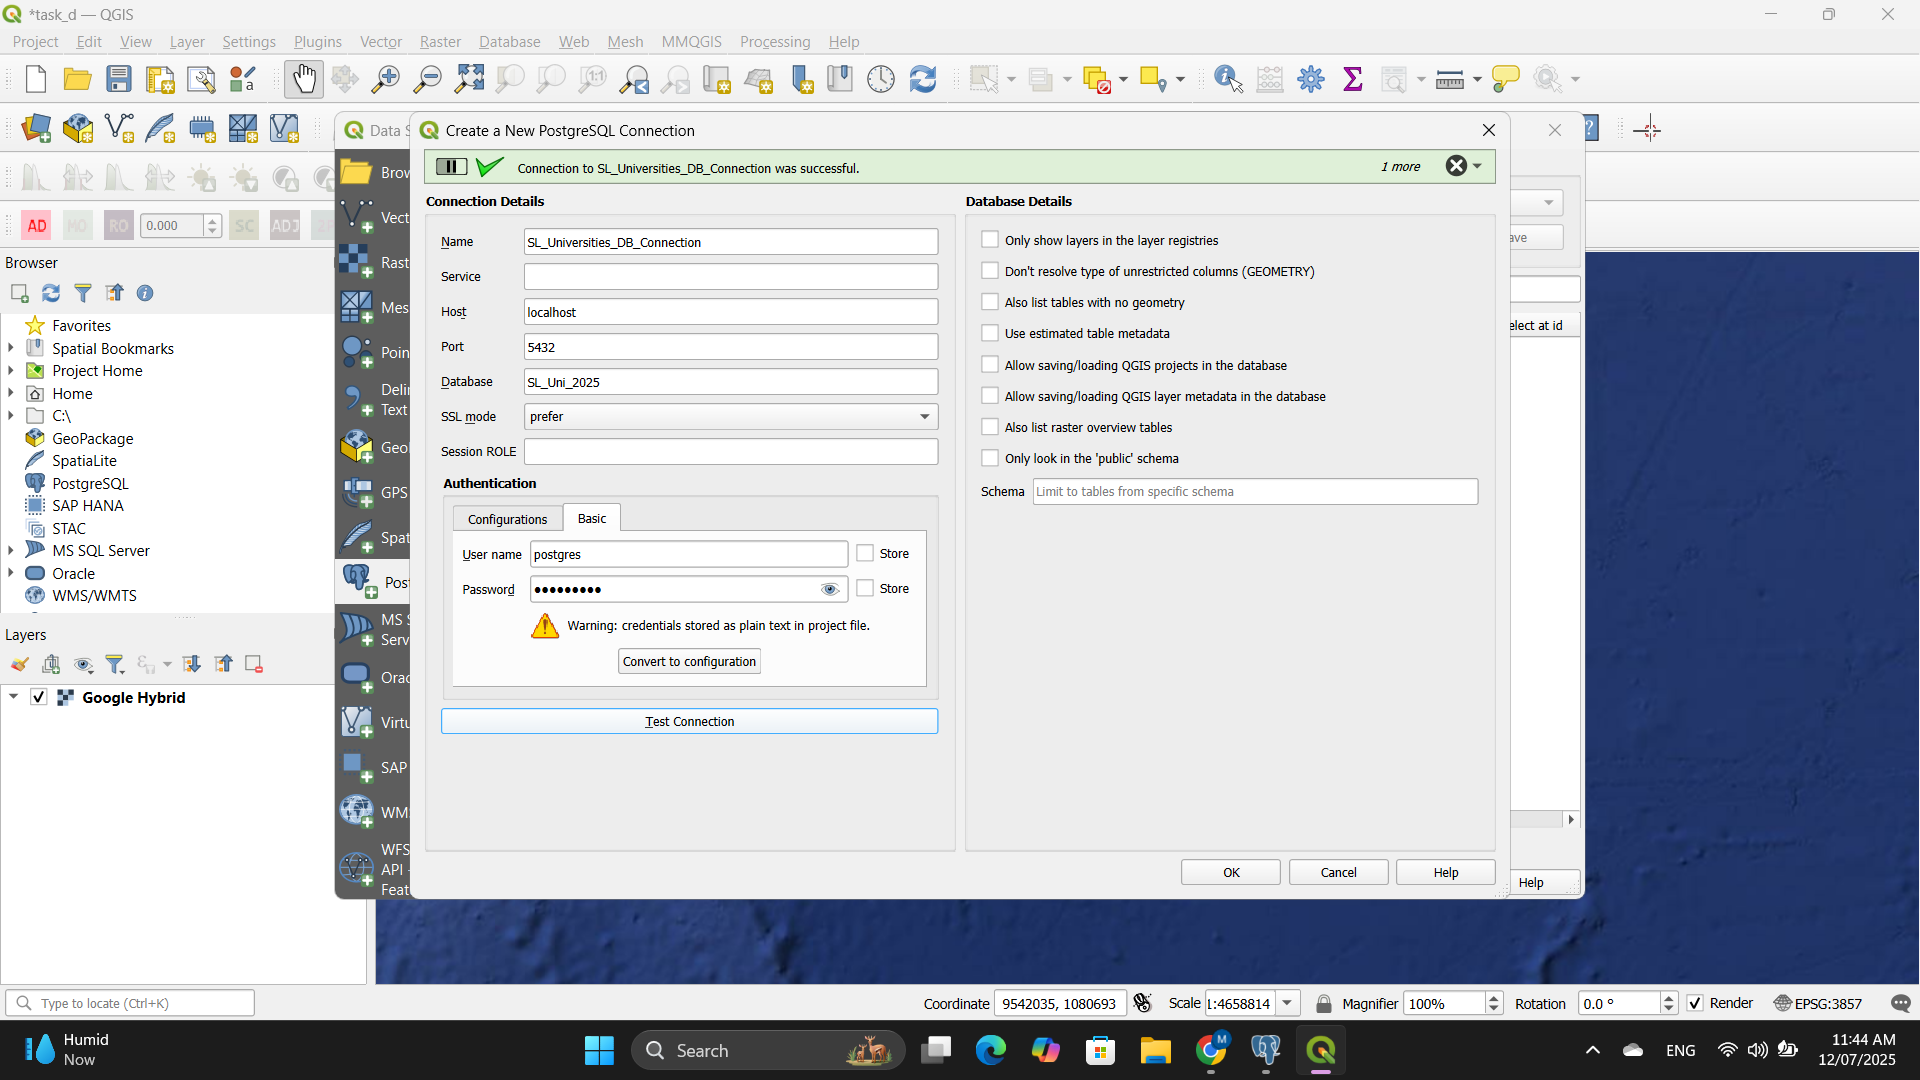 *task_d — QGIS
Project Edit View Layer Settings Plugins Vector Raster Database Web Mesh MMQGIS Processing Help
AD MO RO 0.000 SC ADJ
Browser
Favorites
Spatial Bookmarks
Project Home
Home
C:\
GeoPackage
SpatiaLite
PostgreSQL
SAP HANA
STAC
MS SQL Server
Oracle
WMS/WMTS
Layers
Google Hybrid
Data S
Brow
Vect
Rast
Mes
Poin
Deli
Text
Geo
GPS
Spat
Post
MS S
Serv
Orac
Virtu
SAP
WM
WFS
API -
Feat
Create a New PostgreSQL Connection
Connection to SL_Universities_DB_Connection was successful.
1 more
Connection Details
Name SL_Universities_DB_Connection
Service
Host localhost
Port 5432
Database SL_Uni_2025
SSL mode prefer
Session ROLE
Authentication
Configurations Basic
User name postgres Store
Password ●●●●●●●●● Store
Warning: credentials stored as plain text in project file.
Convert to configuration
Test Connection
Database Details
Only show layers in the layer registries
Don't resolve type of unrestricted columns (GEOMETRY)
Also list tables with no geometry
Use estimated table metadata
Allow saving/loading QGIS projects in the database
Allow saving/loading QGIS layer metadata in the database
Also list raster overview tables
Only look in the 'public' schema
Schema Limit to tables from specific schema
OK Cancel Help
ave
elect at id
Help
Type to locate (Ctrl+K)
Coordinate 9542035, 1080693 Scale 1:4658814 Magnifier 100% Rotation 0.0 ° Render EPSG:3857
Humid
Now
Search
ENG
11:44 AM
12/07/2025